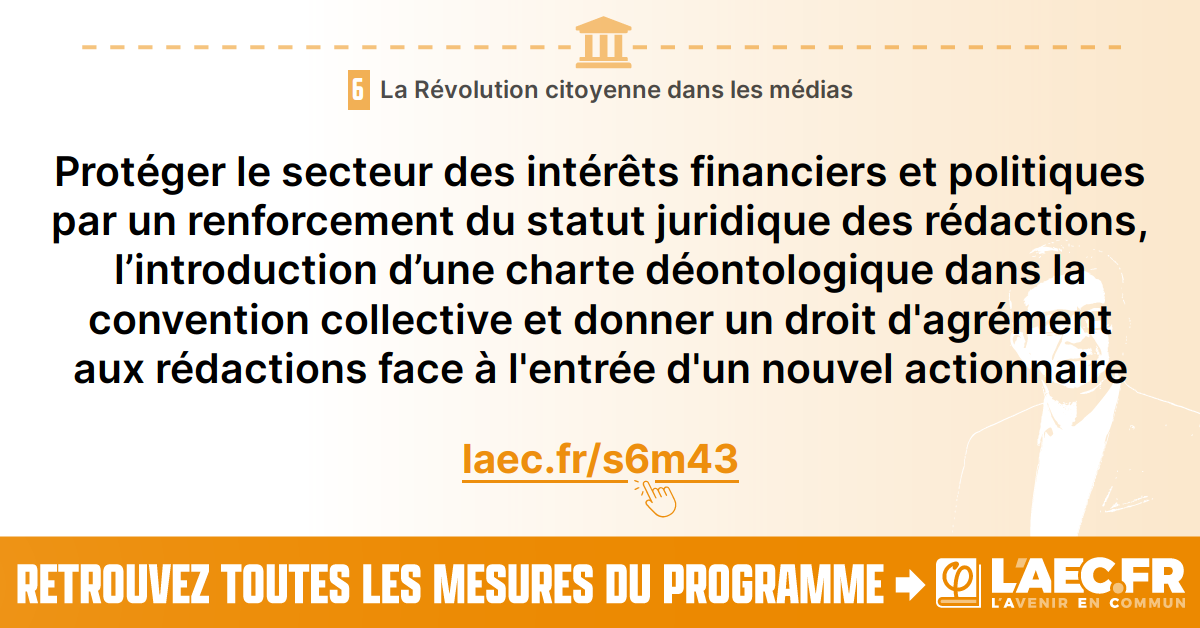 6 La Révolution citoyenne dans les médias
Protéger le secteur des intérêts financiers et politiques
par un renforcement du statut juridique des rédactions,
l’introduction d’une charte déontologique dans la
convention collective et donner un droit d'agrément
aux rédactions face à l'entrée d'un nouvel actionnaire
laec.fr/s6m43
RETROUVEZ TOUTES LES MESURES DU PROGRAMME
φ L'AEC.FR
L'AVENIR EN COMMUN